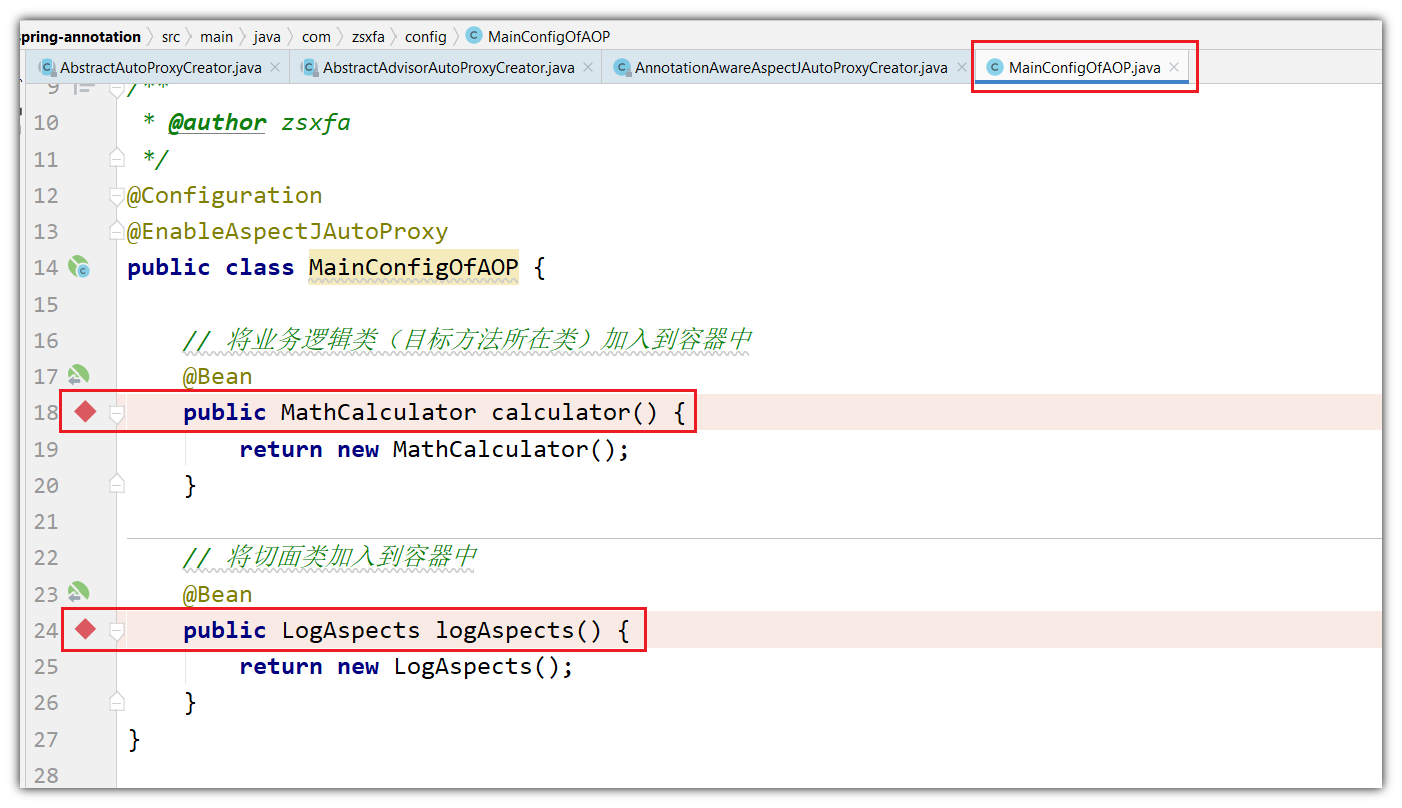 pring-annotation src main java com zsxfa config MainConfigOfAOP
AbstractAutoProxyCreator.java AbstractAdvisorAutoProxyCreator.java AnnotationAwareAspectJAutoProxyCreator.java MainConfigOfAOP.java
9 /**
10 * @author zsxfa
11 */
12 @Configuration
13 @EnableAspectJAutoProxy
14 public class MainConfigOfAOP {
15
16 // 将业务逻辑类（目标方法所在类）加入到容器中
17 @Bean
18 public MathCalculator calculator() {
19 return new MathCalculator();
20 }
21
22 // 将切面类加入到容器中
23 @Bean
24 public LogAspects logAspects() {
25 return new LogAspects();
26 }
27 }
28